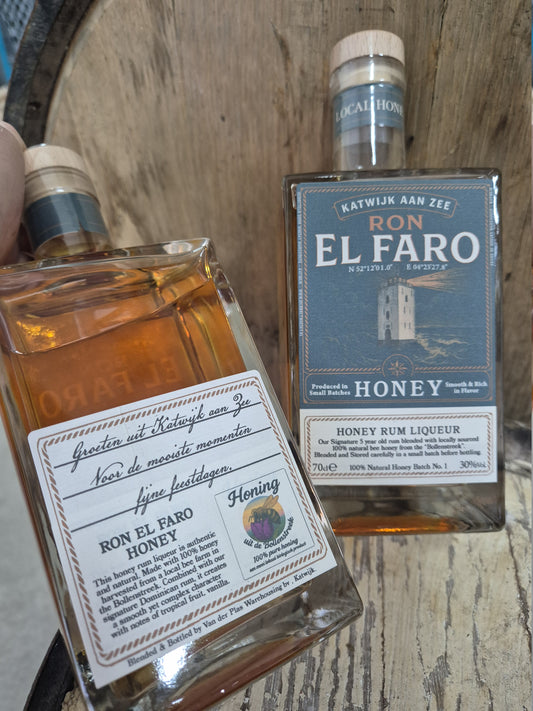 LOCAL HONE
KATWIJK AAN ZEE
RON
EL FARO
N 52°12'01.0" E 04°23'27.8"
Produced in
Small Batches
HONEY
Smooth & Rich
in Flavor
HONEY RUM LIQUEUR
Our Signature 5 year old rum blended with locally sourced
100% natural bee honey from the "Bollenstreek".
Blended and Stored carefully in a small batch before bottling.
70cl
100% Natural Honey Batch No. 1
30%Vol.
Groeten uit Katwijk aan Zee
Voor de mooiste momenten
fijne feestdagen.
RON EL FARO
HONEY
This honey rum liqueur is authentic
and natural. Made with 100% honey
harvested from a local bee farm in
the Bollenstreek. Combined with our
signature Dominican rum, it creates
a smooth yet complex character
with notes of tropical fruit, vanilla.
Honing
uit de Bollenstreek
100% pure honing
Blended & Bottled by Van der Plas Warehousing bv, Katwijk